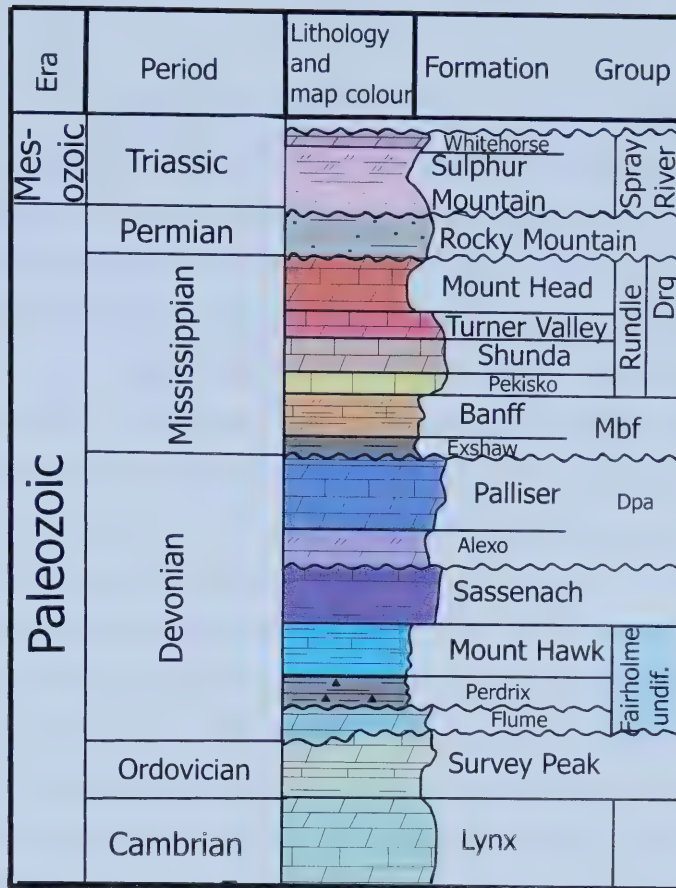 Era Period Lithology and map colour Formation Group
Mes-
ozoic
Triassic
Whitehorse
Sulphur
Mountain
Spray
River
Permian
Rocky Mountain
Paleozoic
Mississippian
Mount Head
Turner Valley
Shunda
Pekisko
Rundle
Drq
Banff
Mbf
Exshaw
Devonian
Palliser
Dpa
Alexo
Sassenach
Mount Hawk
Perdrix
Flume
Fairholme
undif.
Ordovician
Survey Peak
Cambrian
Lynx